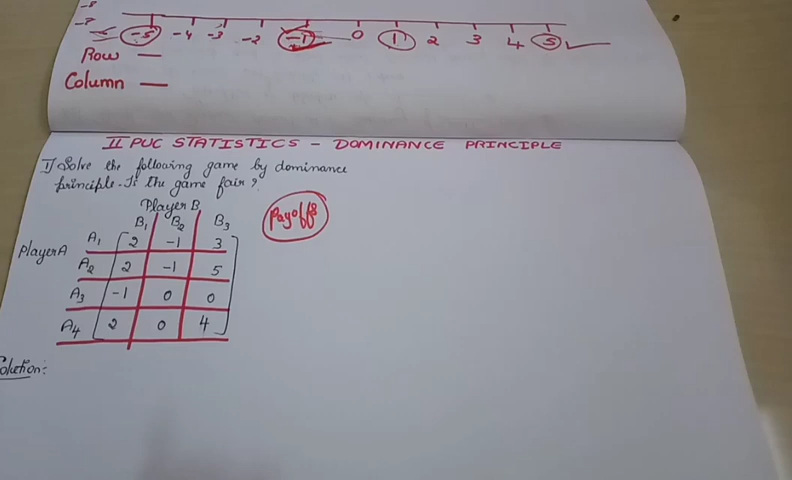 -5 -4 -3 -2 -1 0 1 2 3 4 5
Row —
Column —
II PUC STATISTICS - DOMINANCE PRINCIPLE
1) Solve the following game by dominance
principle. Is the game fair?
Player B
Payoffs
B1 B2 B3
Player A
A1 2 -1 3
A2 2 -1 5
A3 -1 0 0
A4 2 0 4
Solution: